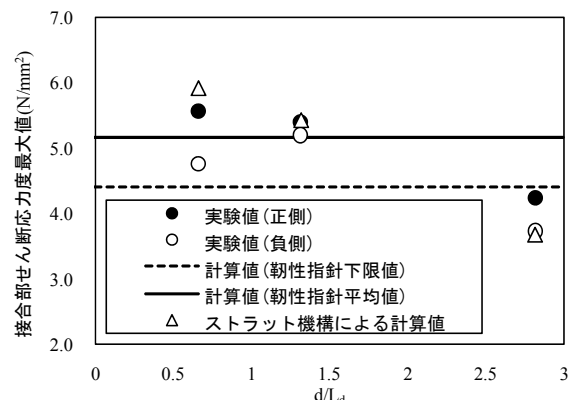 接合部せん断応力度最大値(N/mm²)
7.0
6.0
5.0
4.0
3.0
2.0
実験値(正側)
実験値(負側)
計算値(靭性指針下限値)
計算値(靭性指針平均値)
ストラット機構による計算値
0 0.5 1 1.5 2 2.5 3
d/L